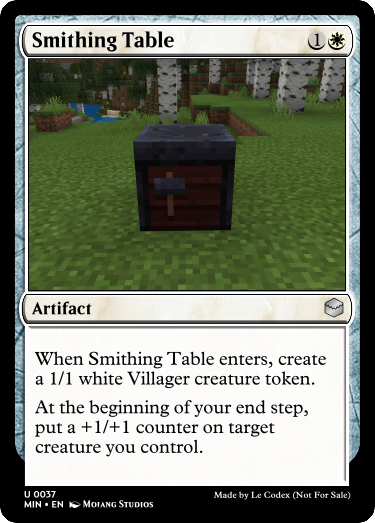 Smithing Table 1
Artifact
When Smithing Table enters, create
a 1/1 white Villager creature token.
At the beginning of your end step,
put a +1/+1 counter on target
creature you control.
U 0037
MIN • EN Mojang Studios
Made by Le Codex (Not For Sale)